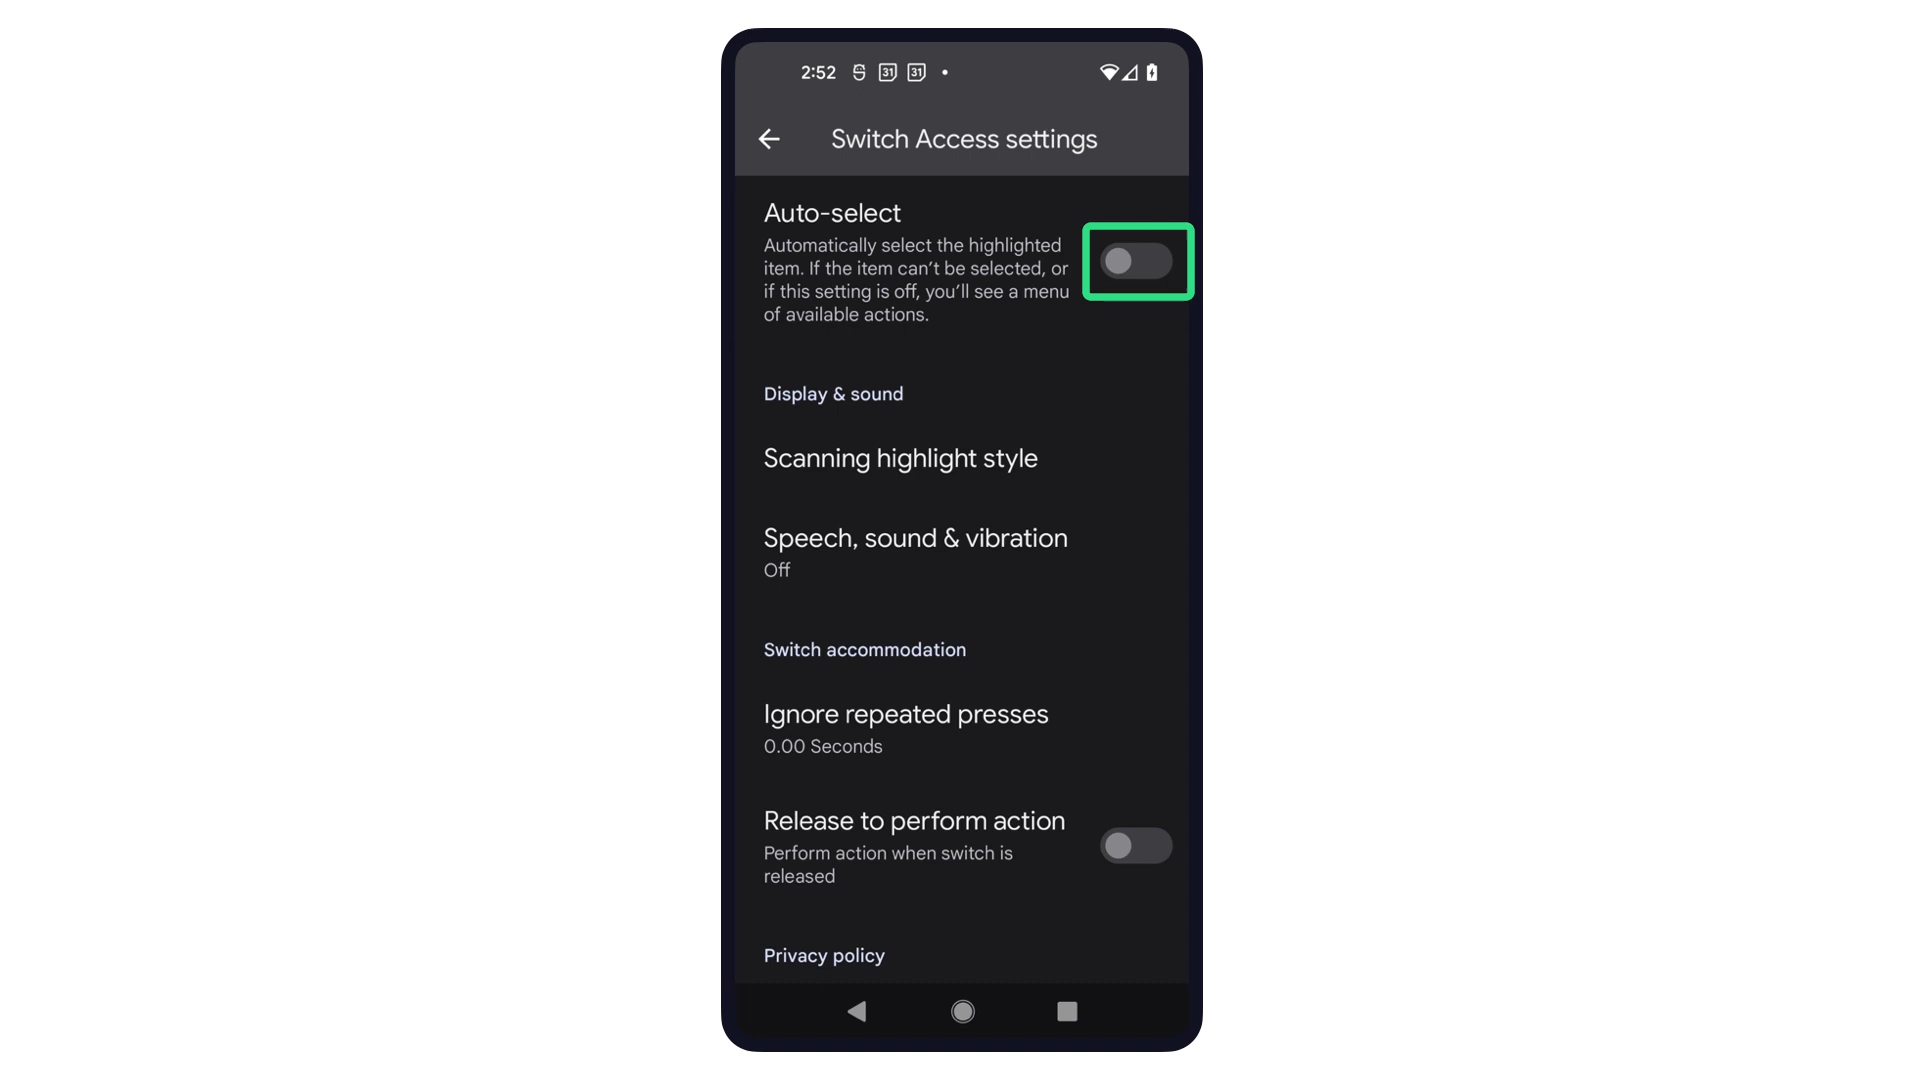 2:52 31 31
Switch Access settings
Auto-select
Automatically select the highlighted
item. If the item can’t be selected, or
if this setting is off, you’ll see a menu
of available actions.
Display & sound
Scanning highlight style
Speech, sound & vibration
Off
Switch accommodation
Ignore repeated presses
0.00 Seconds
Release to perform action
Perform action when switch is
released
Privacy policy